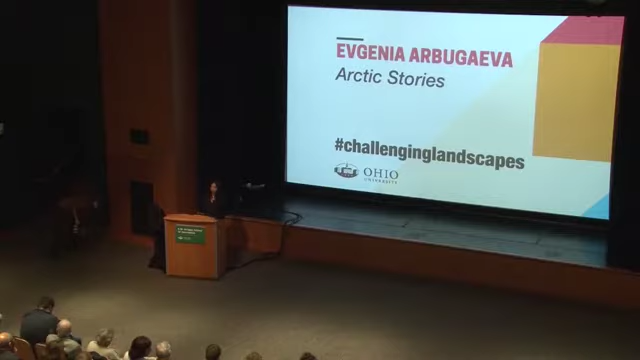 EVGENIA ARBUGAEVA
Arctic Stories
#challenginglandscapes
OHIO
UNIVERSITY